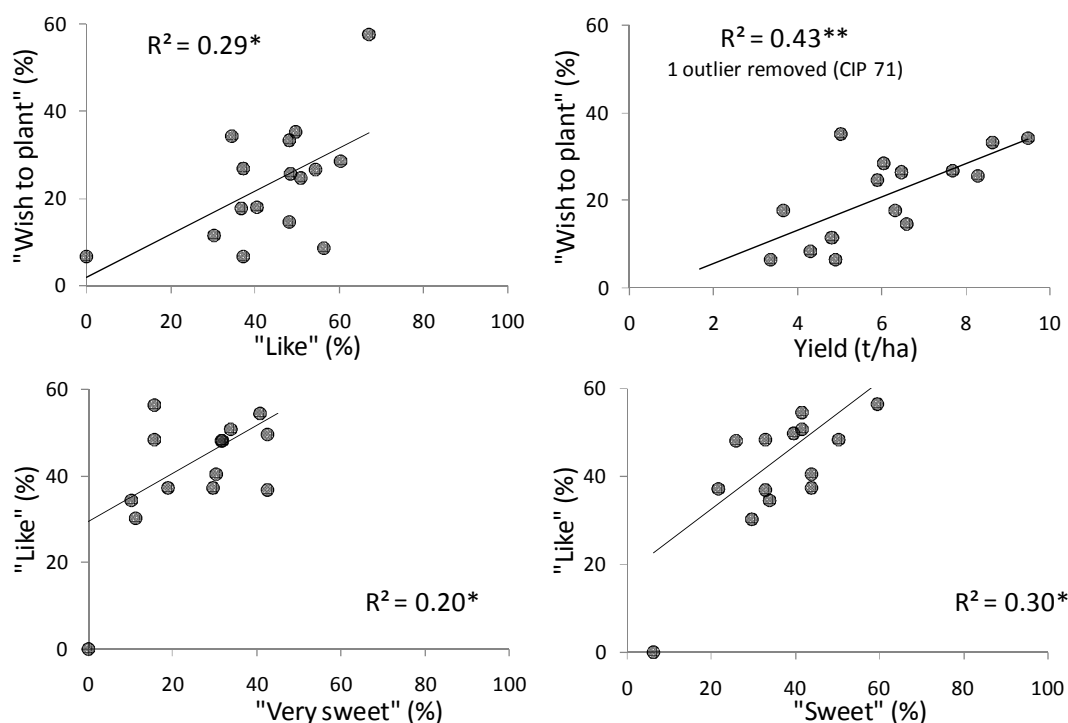 R² = 0.29*
"Wish to plant" (%)
60
40
20
0
0 20 40 60 80 100
"Like" (%)
R² = 0.43**
1 outlier removed (CIP 71)
"Wish to plant" (%)
60
40
20
0
0 2 4 6 8 10
Yield (t/ha)
"Like" (%)
60
40
20
0
R² = 0.20*
0 20 40 60 80 100
"Very sweet" (%)
"Like" (%)
60
40
20
0
R² = 0.30*
0 20 40 60 80 100
"Sweet" (%)